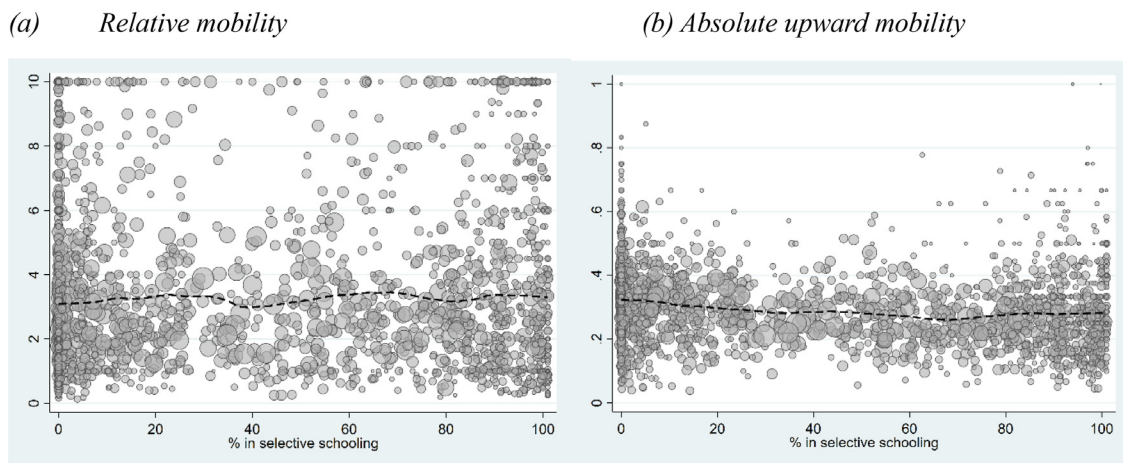 (a) Relative mobility
(b) Absolute upward mobility
10
8
6
4
2
0
0 20 40 60 80 100
% in selective schooling
1
.8
.6
.4
.2
0
0 20 40 60 80 100
% in selective schooling